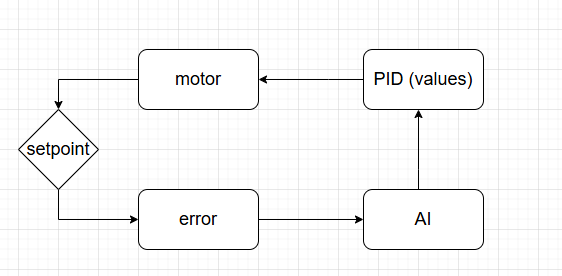 motor
PID (values)
setpoint
error
AI